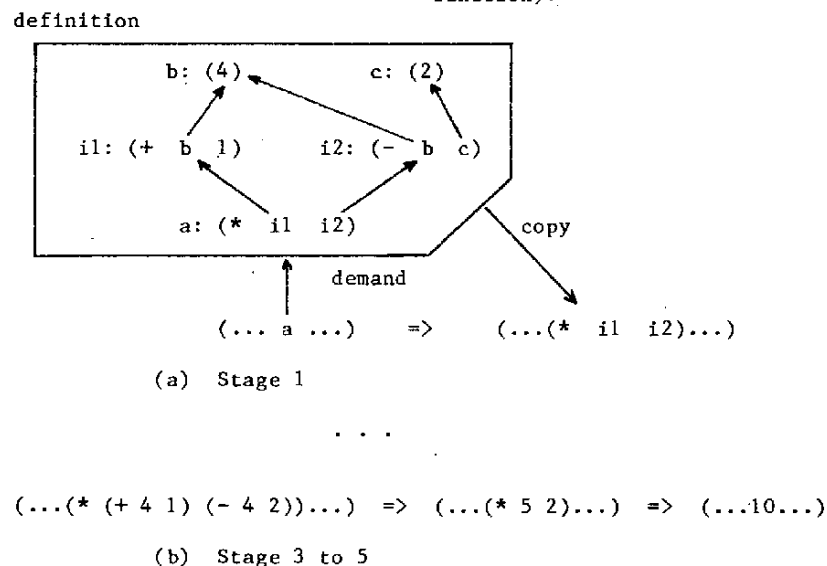 definition
b: (4) c: (2)
i1: (+ b 1) i2: (- b c)
a: (* i1 i2)
copy
demand
(... a ...) => (...(* i1 i2)...)
(a) Stage 1
. . .
(...(* (+ 4 1) (- 4 2))...) => (...(* 5 2)...) => (...10...)
(b) Stage 3 to 5